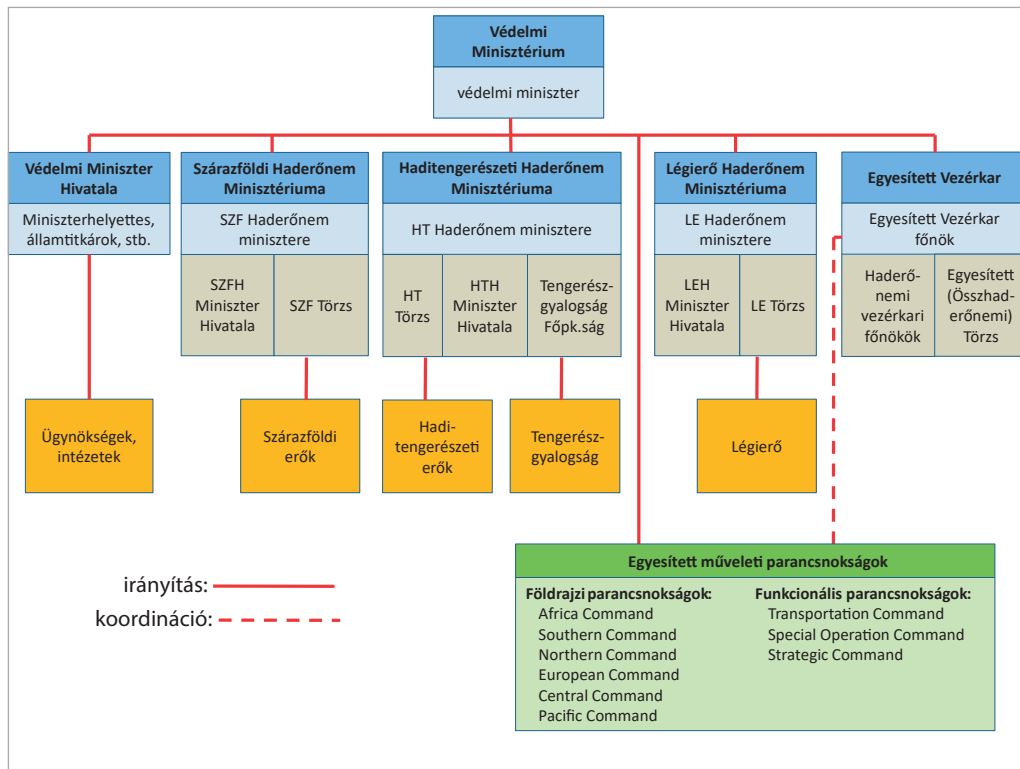 Védelmi
Minisztérium
védelmi miniszter
Védelmi Miniszter
Hivatala
Miniszterhelyettes,
államtitkárok, stb.
Szárazföldi Haderőnem
Minisztériuma
SZF Haderőnem
minisztere
SZFH
Miniszter
Hivatala
SZF Törzs
Haditengerészeti Haderőnem
Minisztériuma
HT Haderőnem minisztere
HT
Törzs
HTH
Miniszter
Hivatala
Tengerész-
gyalogság
Főpk.ság
Légierő Haderőnem
Minisztériuma
LE Haderőnem
minisztere
LEH
Miniszter
Hivatala
LE Törzs
Egyesített Vezérkar
Egyesített Vezérkar
főnök
Haderő-
nemi
vezérkari
főnökök
Egyesített
(Összhad-
erőnemi)
Törzs
Ügynökségek,
intézetek
Szárazföldi
erők
Hadi-
tengerészeti
erők
Tengerész-
gyalogság
Légierő
irányítás:
koordináció:
Egyesített műveleti parancsnokságok
Földrajzi parancsnokságok:
Africa Command
Southern Command
Northern Command
European Command
Central Command
Pacific Command
Funkcionális parancsnokságok:
Transportation Command
Special Operation Command
Strategic Command